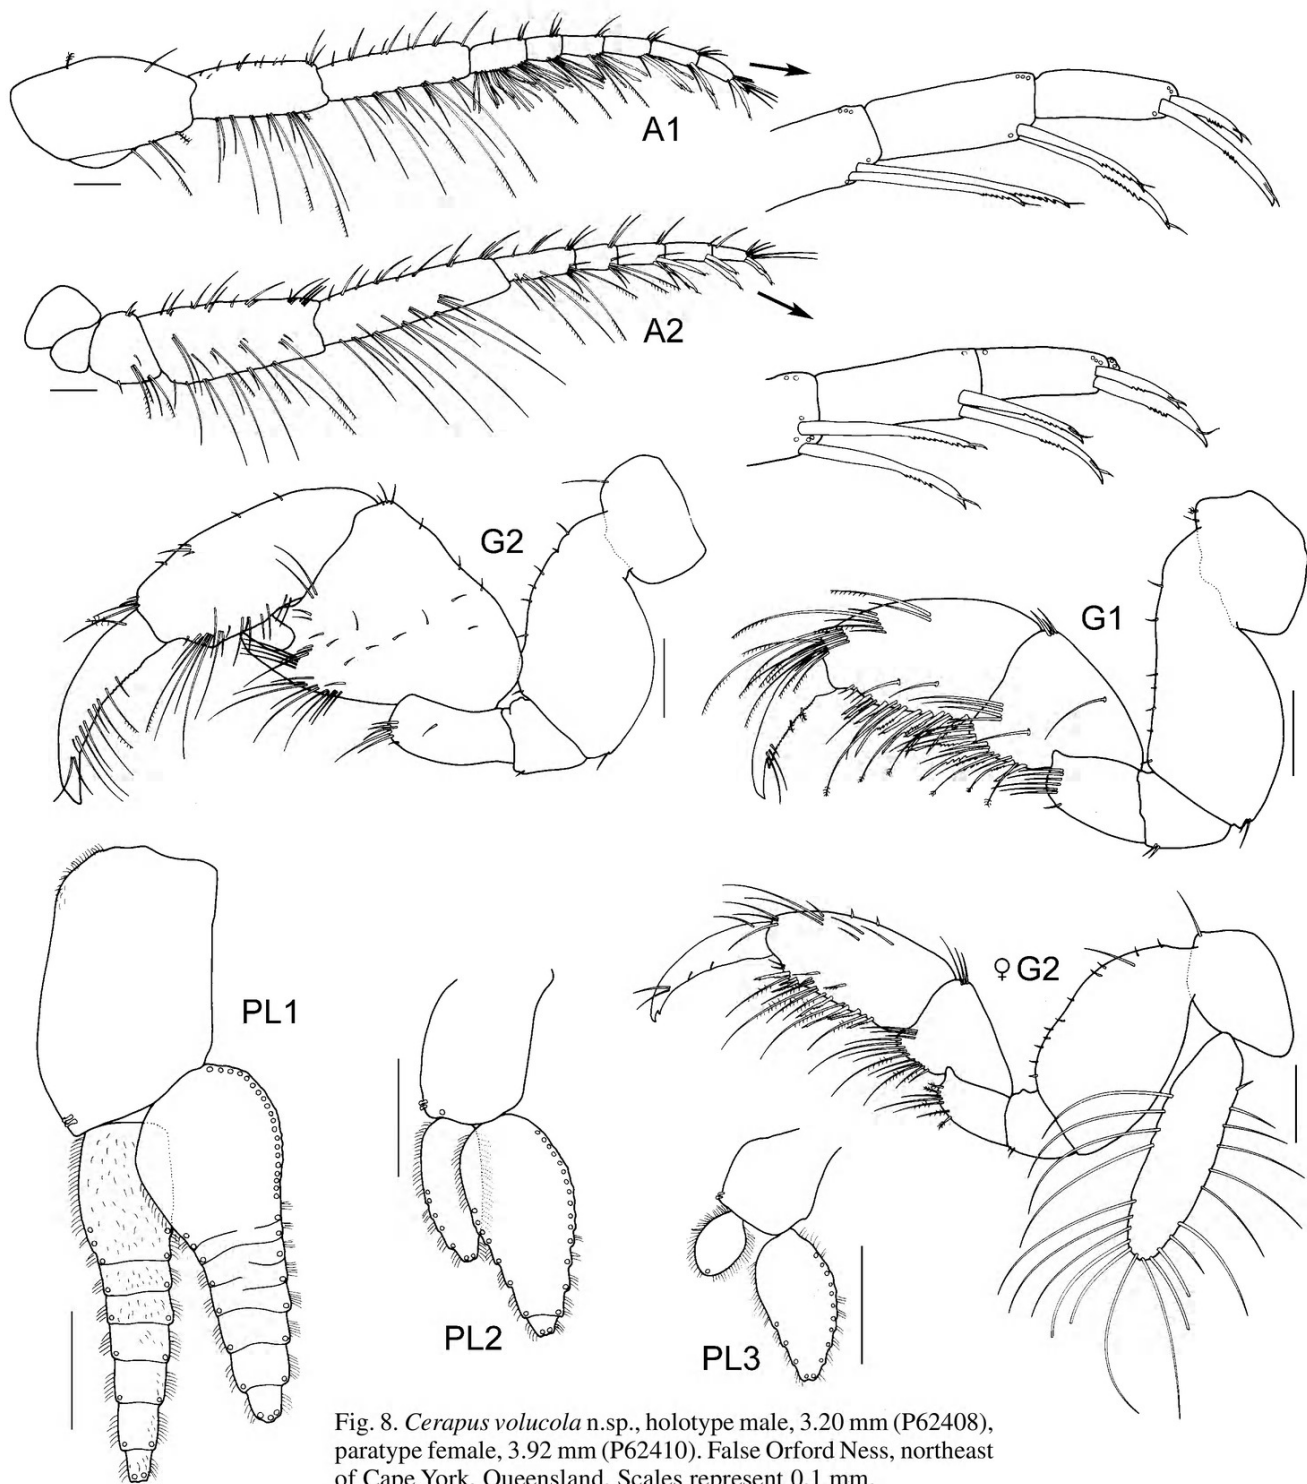 A1
A2
G2
G1
PL1
♀ G2
PL2
PL3
Fig. 8. Cerapus volucola n.sp., holotype male, 3.20 mm (P62408),
paratype female, 3.92 mm (P62410). False Orford Ness, northeast
of Cape York, Queensland. Scales represent 0.1 mm.